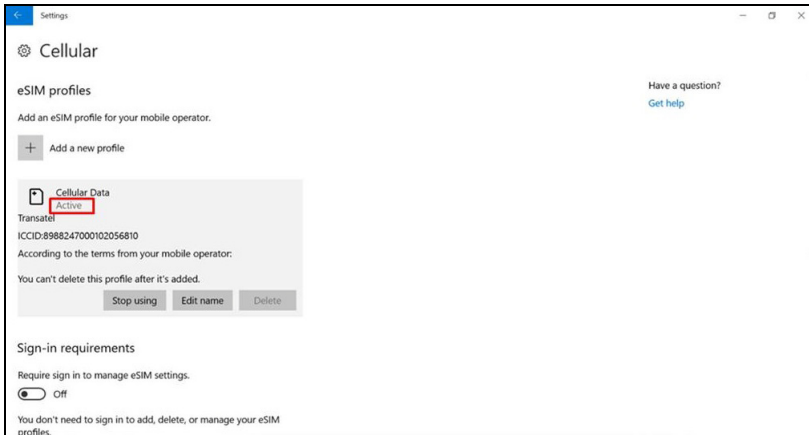 Settings
Cellular
eSIM profiles
Have a question?
Add an eSIM profile for your mobile operator.
Get help
Add a new profile
Cellular Data
Active
Transatel
ICCID:8988247000102056810
According to the terms from your mobile operator:
You can't delete this profile after it's added.
Stop using Edit name Delete
Sign-in requirements
Require sign in to manage eSIM settings.
Off
You don't need to sign in to add, delete, or manage your eSIM
profiles.